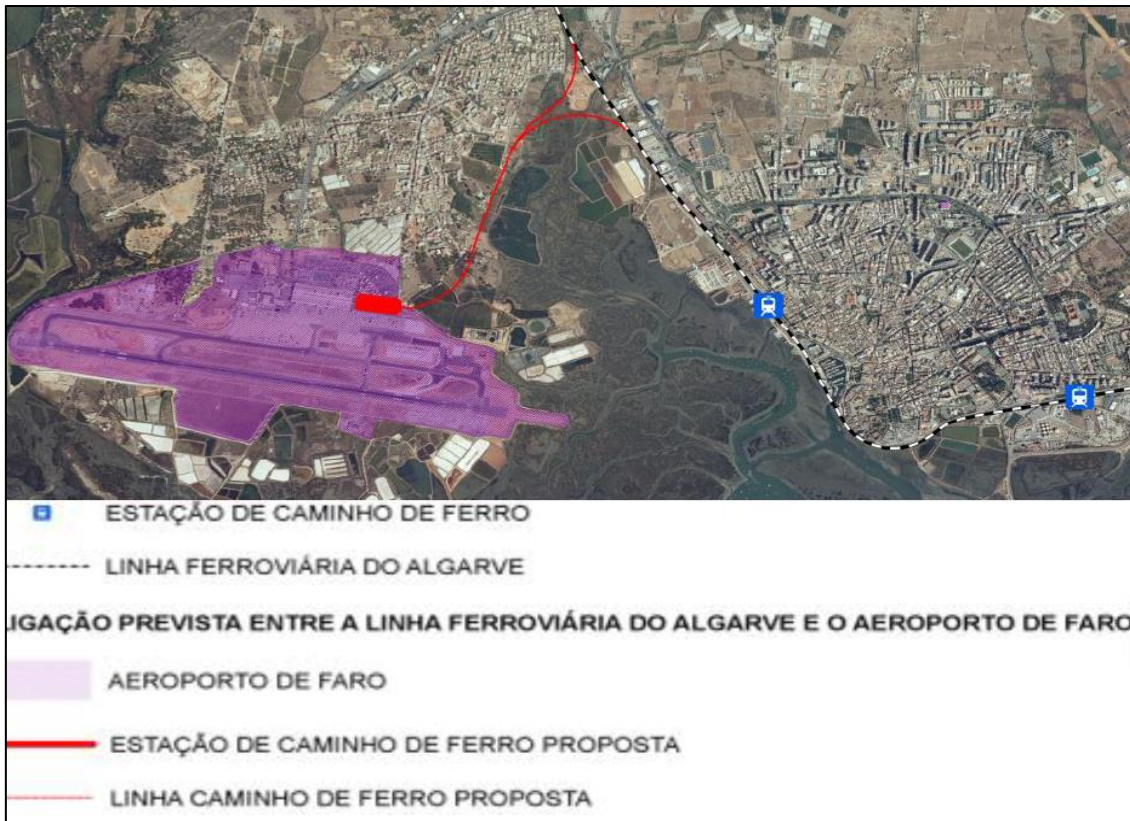 ESTAÇÃO DE CAMINHO DE FERRO
LINHA FERROVIÁRIA DO ALGARVE
LIGAÇÃO PREVISTA ENTRE A LINHA FERROVIÁRIA DO ALGARVE E O AEROPORTO DE FARO
AEROPORTO DE FARO
ESTAÇÃO DE CAMINHO DE FERRO PROPOSTA
LINHA CAMINHO DE FERRO PROPOSTA